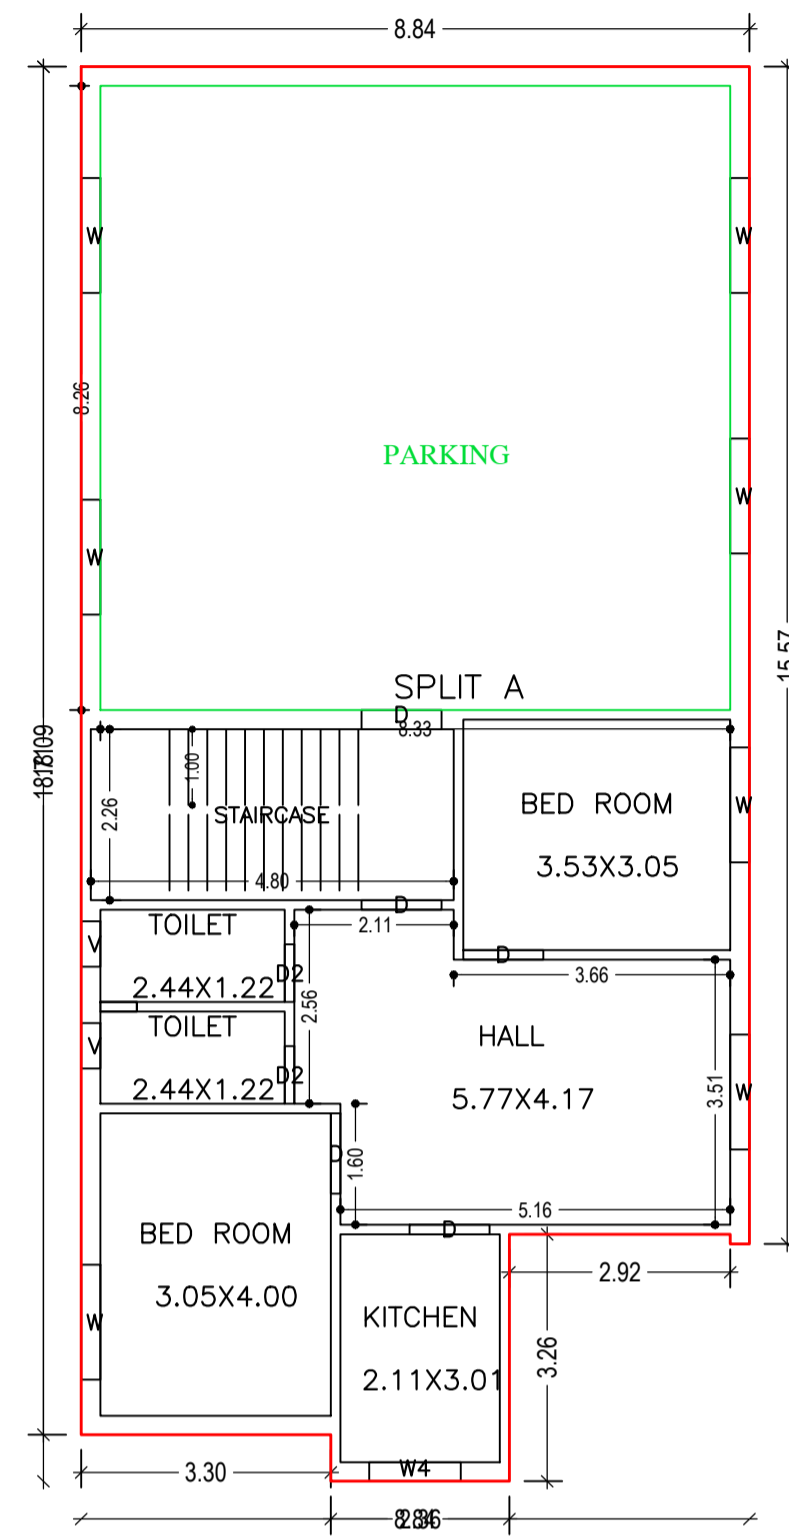 8.84
W
W
8.26
PARKING
W
W
15.57
SPLIT A
D
8.33
1.00
2.26
STAIRCASE
BED ROOM
W
3.53X3.05
4.80
D
TOILET
2.11
V
D
D2
3.66
2.44X1.22
2.56
TOILET
HALL
V
D2
2.44X1.22
5.77X4.17
3.51
W
D
1.60
5.16
BED ROOM
D
2.92
3.05X4.00
KITCHEN
W
3.26
2.11X3.01
3.30
W4